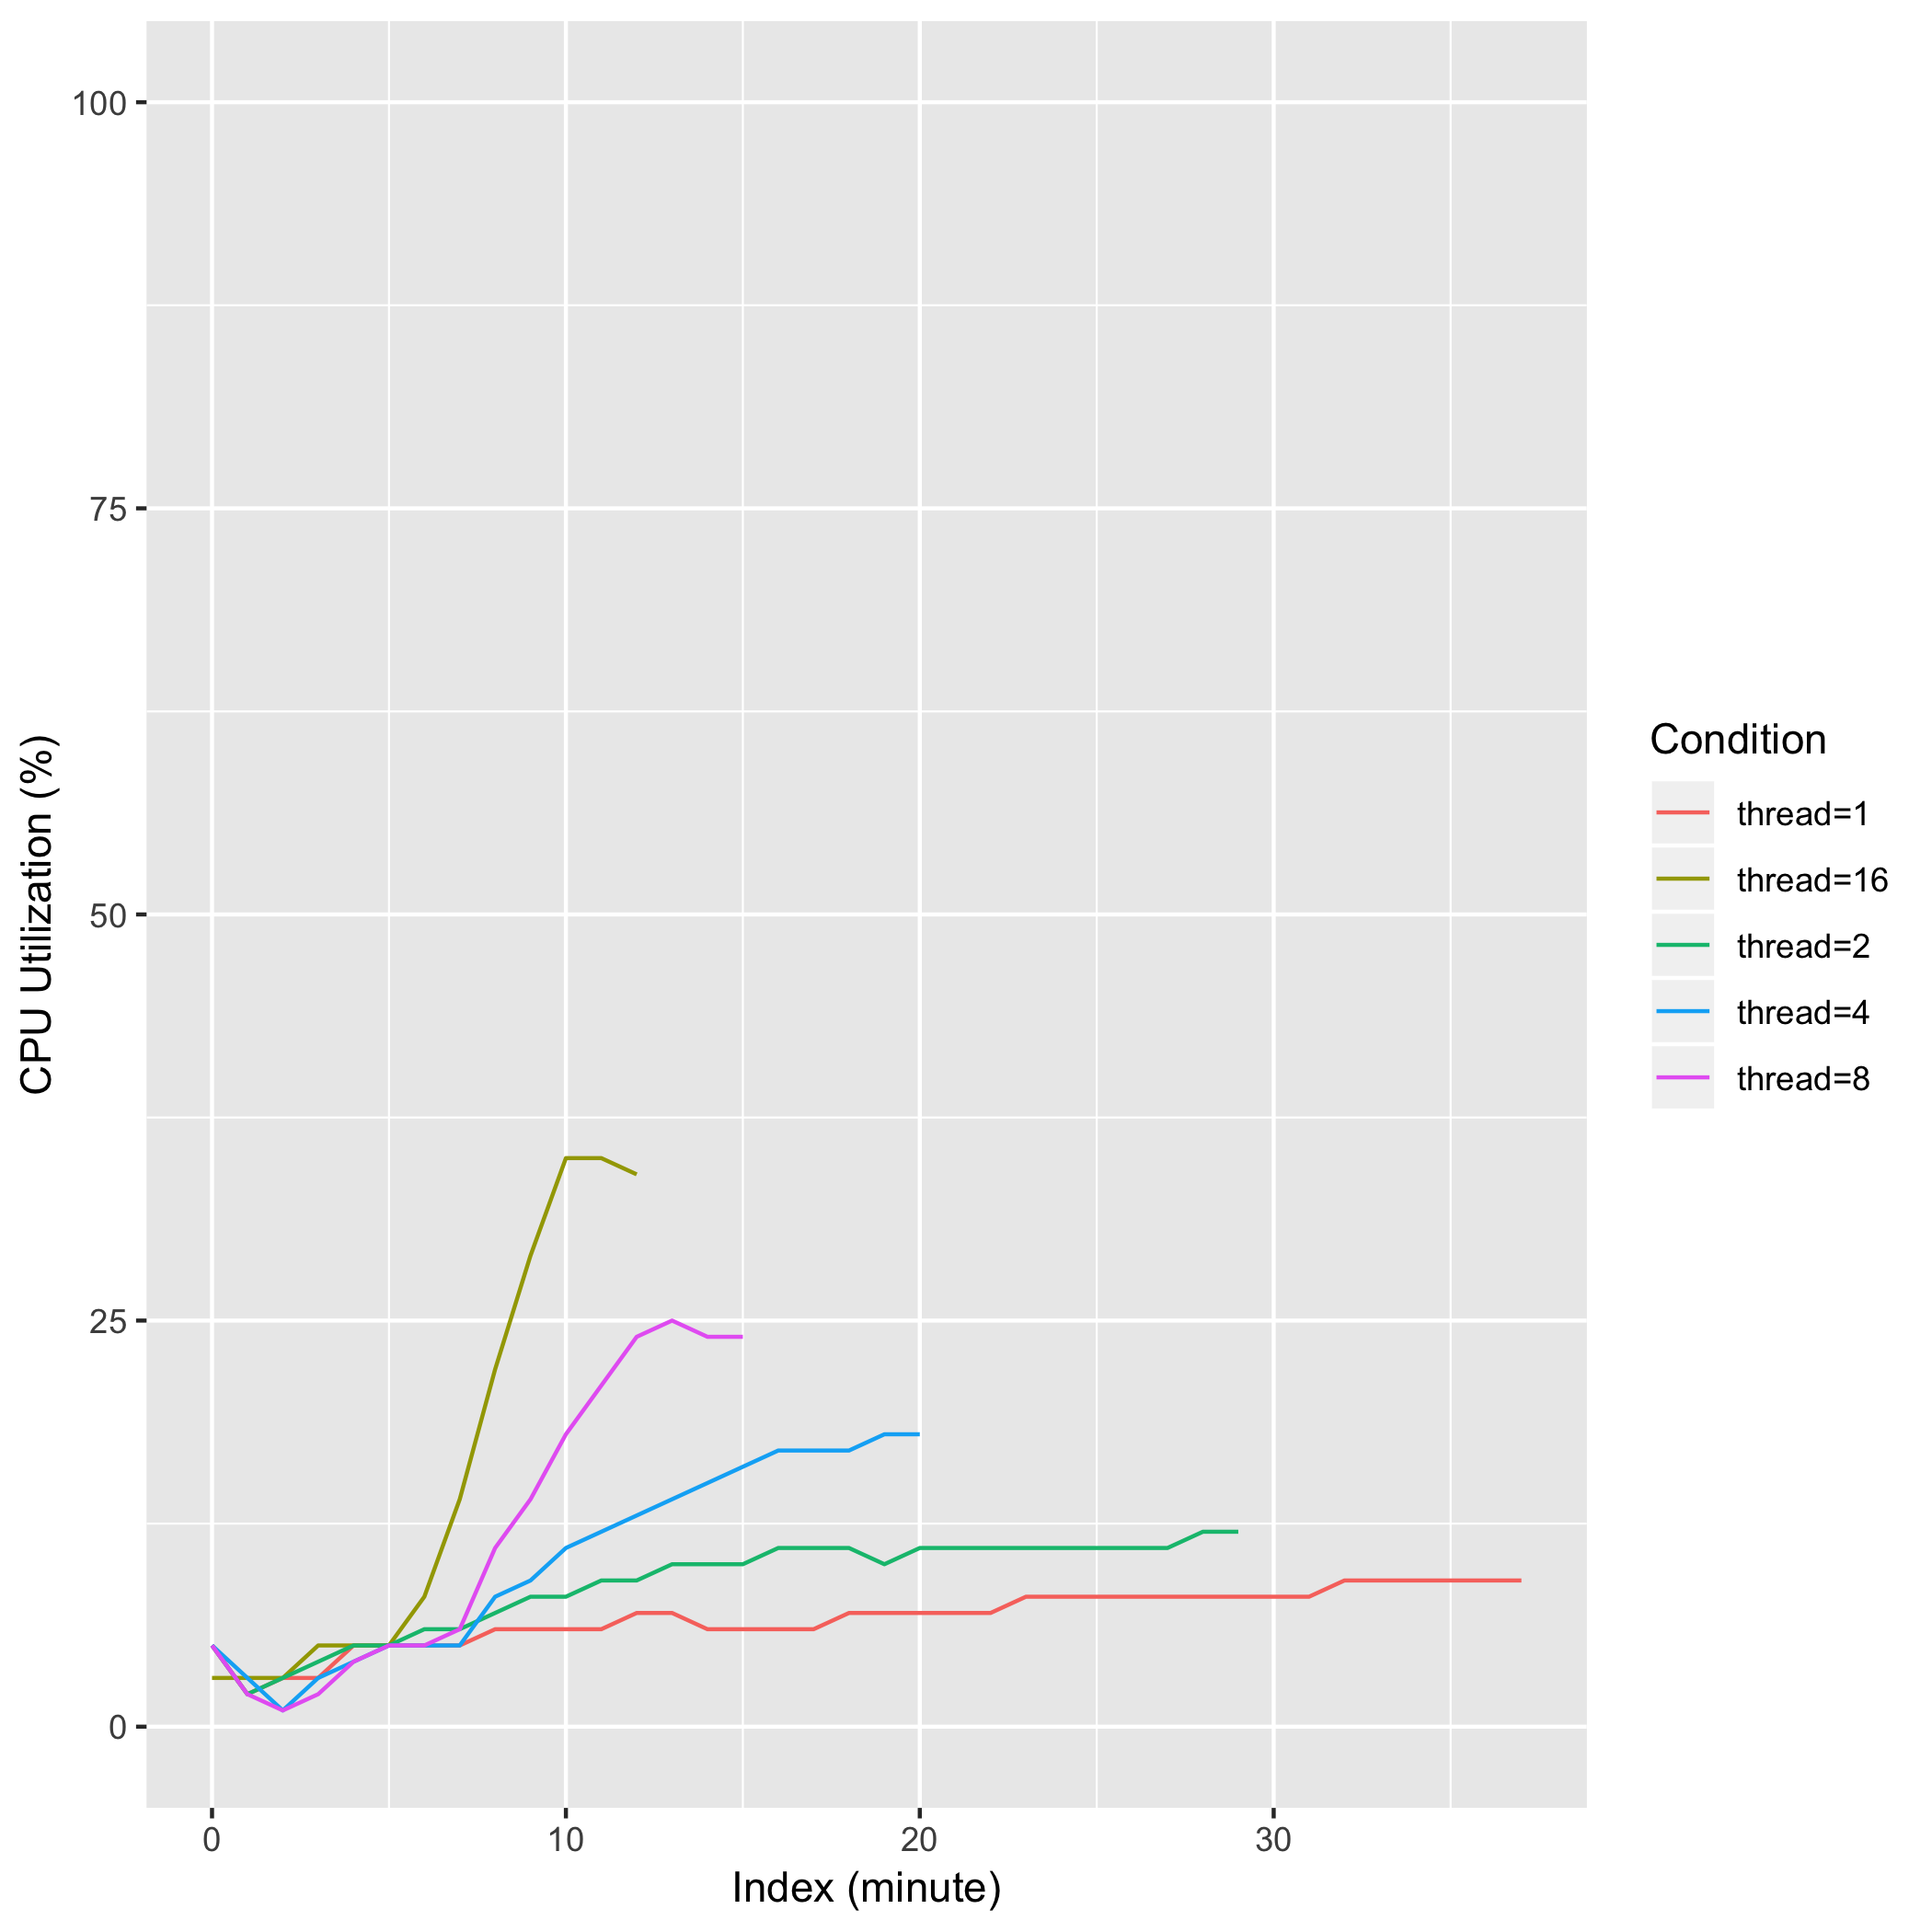 100
75
50
25
0
CPU Utilization (%)
0 10 20 30
Index (minute)
Condition
thread=1
thread=16
thread=2
thread=4
thread=8